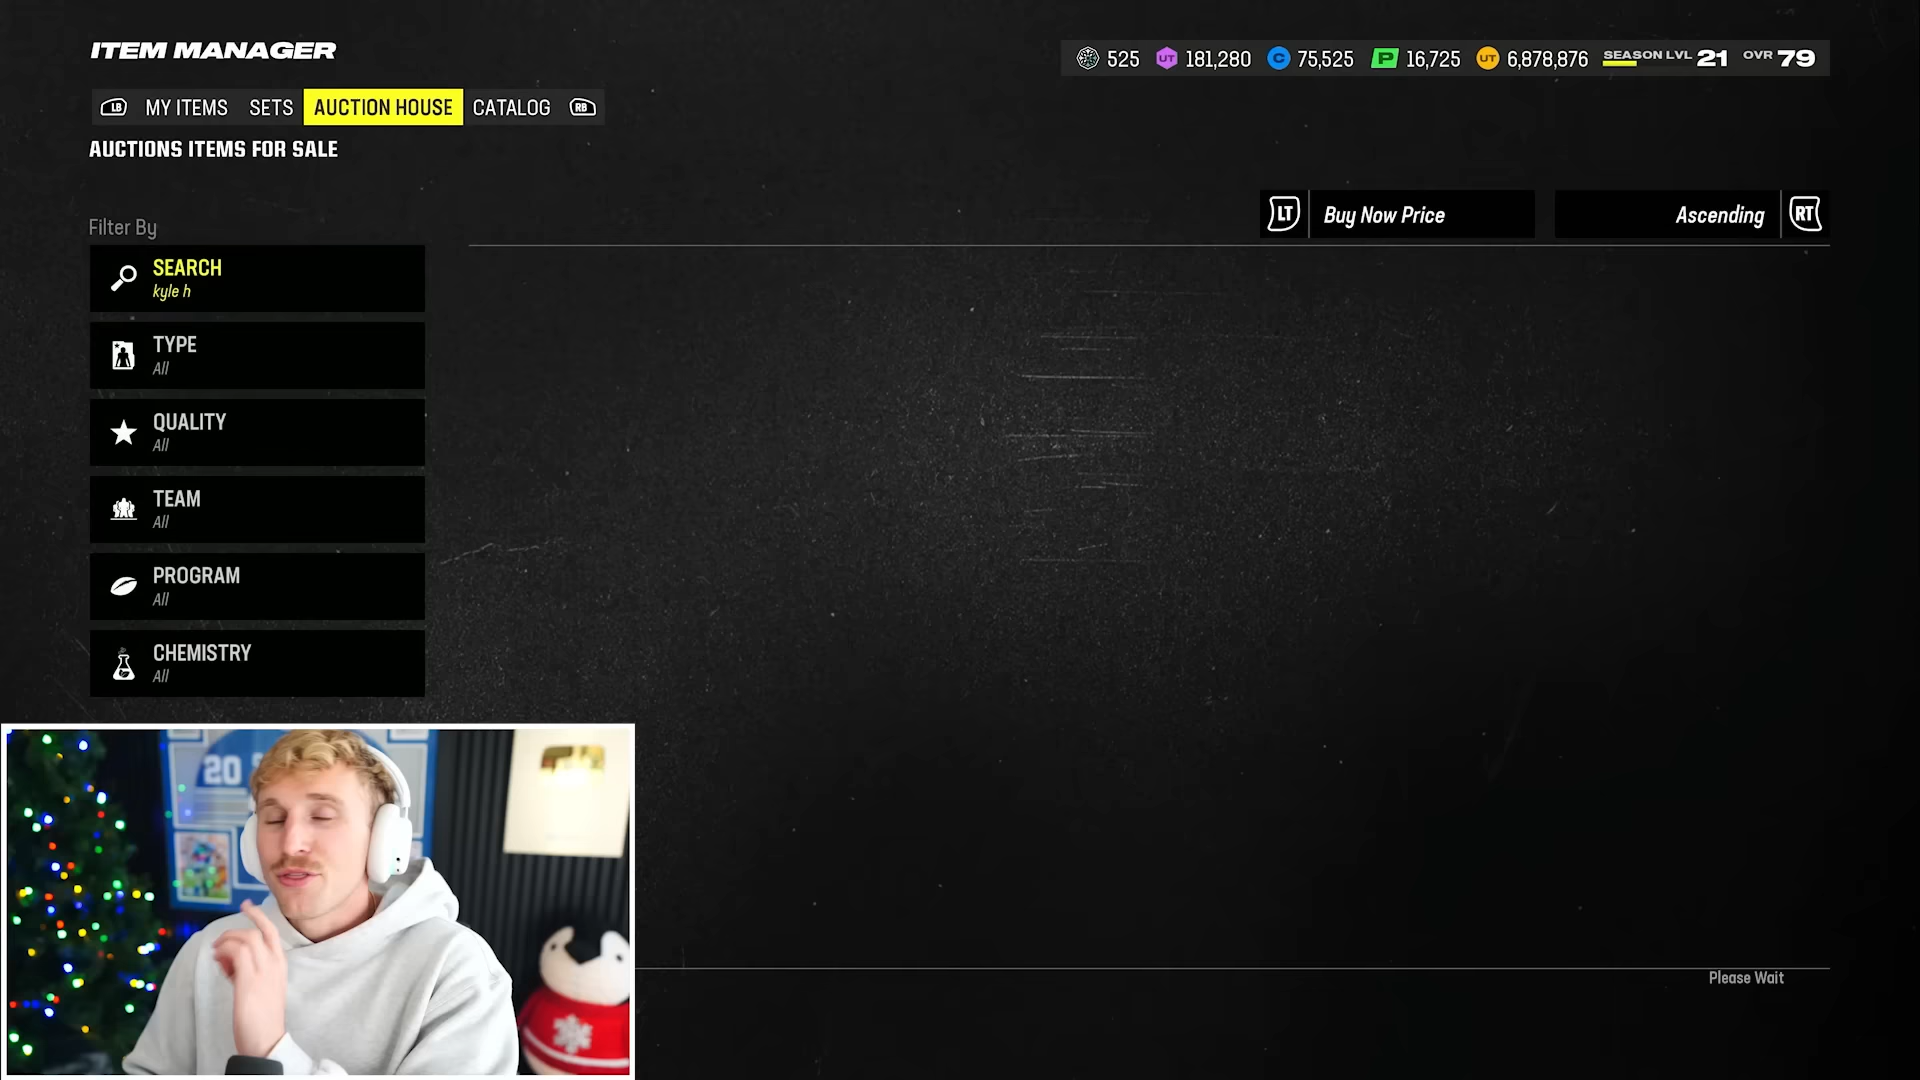 ITEM MANAGER
525 UT 181,280 C 75,525 P 16,725 UT 6,878,876 SEASON LVL 21 OVR 79
LB MY ITEMS SETS AUCTION HOUSE CATALOG RB
AUCTIONS ITEMS FOR SALE
LT Buy Now Price Ascending RT
Filter By
SEARCH
kyle h
TYPE
All
QUALITY
All
TEAM
All
PROGRAM
All
CHEMISTRY
All
20
Please Wait